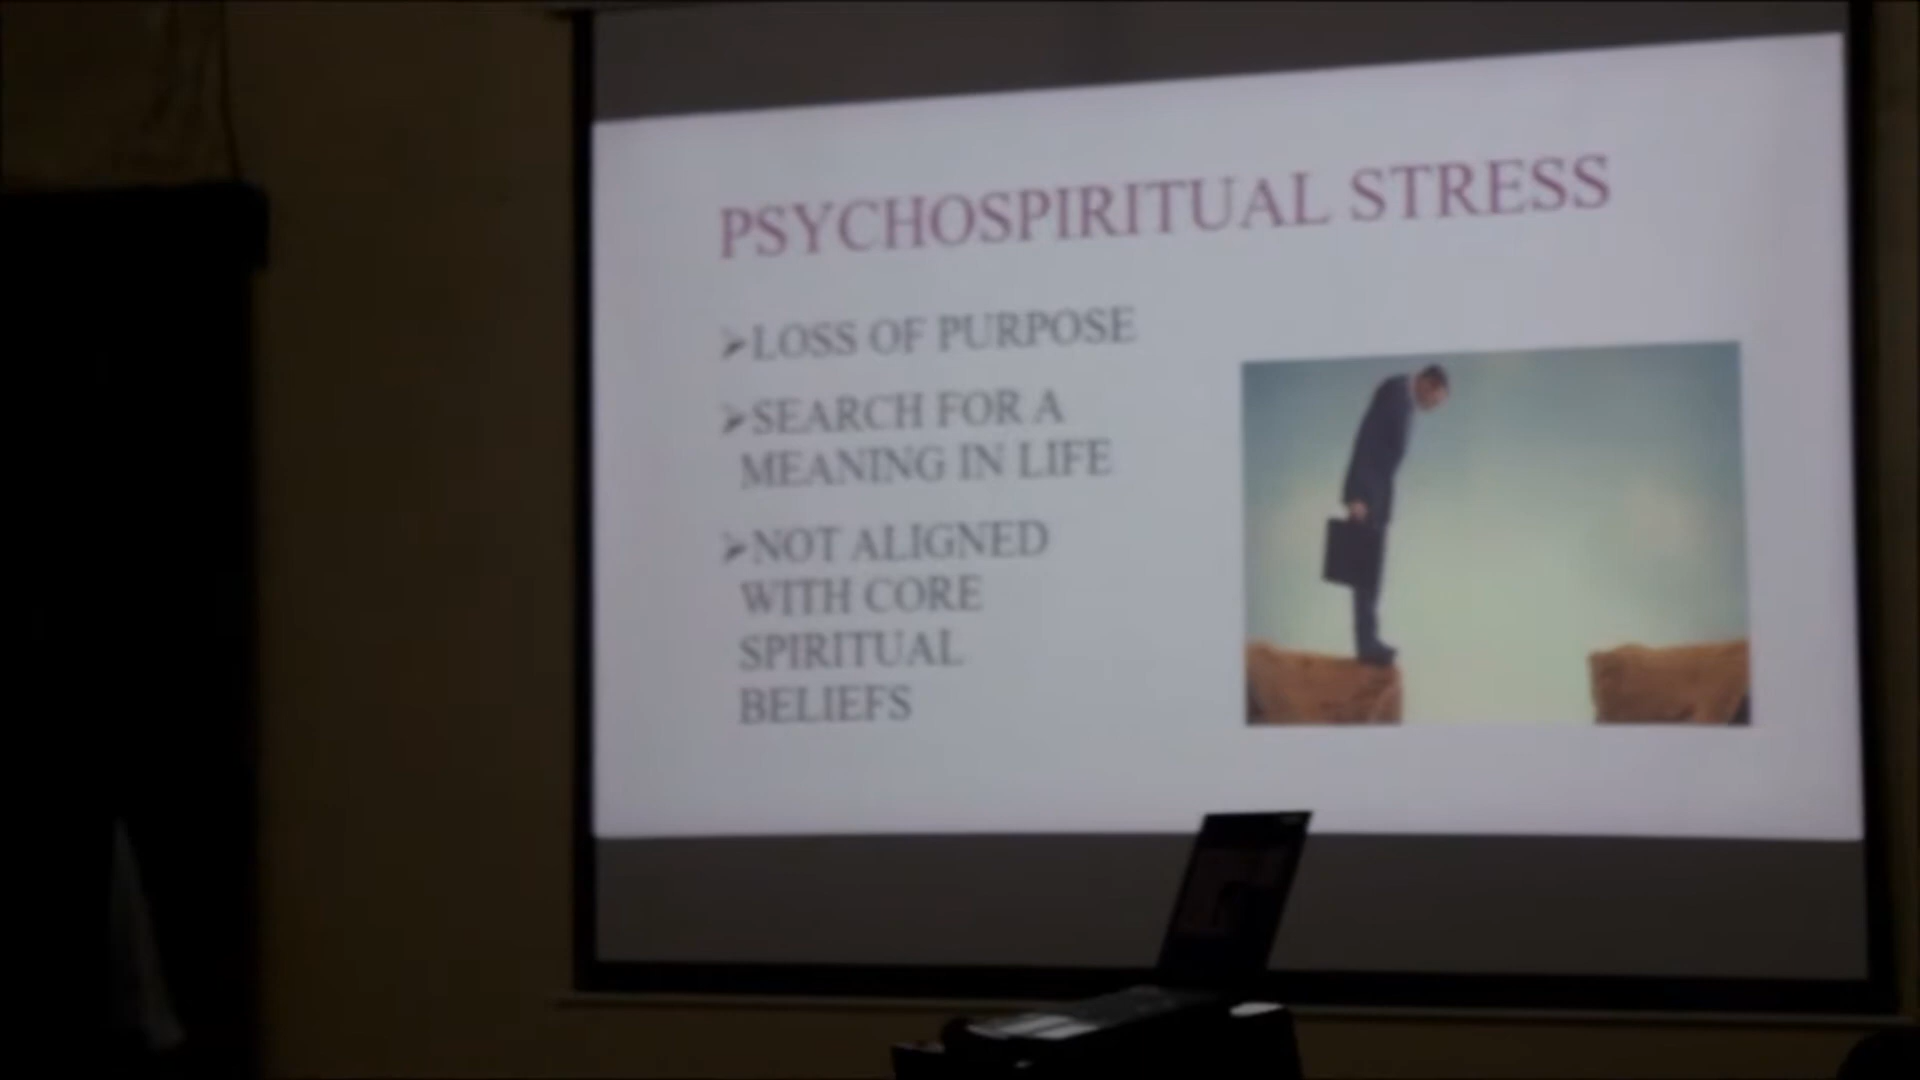 PSYCHOSPIRITUAL STRESS
➢LOSS OF PURPOSE
➢SEARCH FOR A
MEANING IN LIFE
➢NOT ALIGNED
WITH CORE
SPIRITUAL
BELIEFS